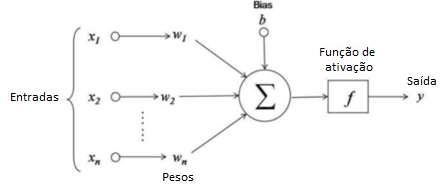 Bias
b
x1 w1
Função de
ativação
Saída
Entradas
x2 w2
Σ
f
y
xn wn
Pesos